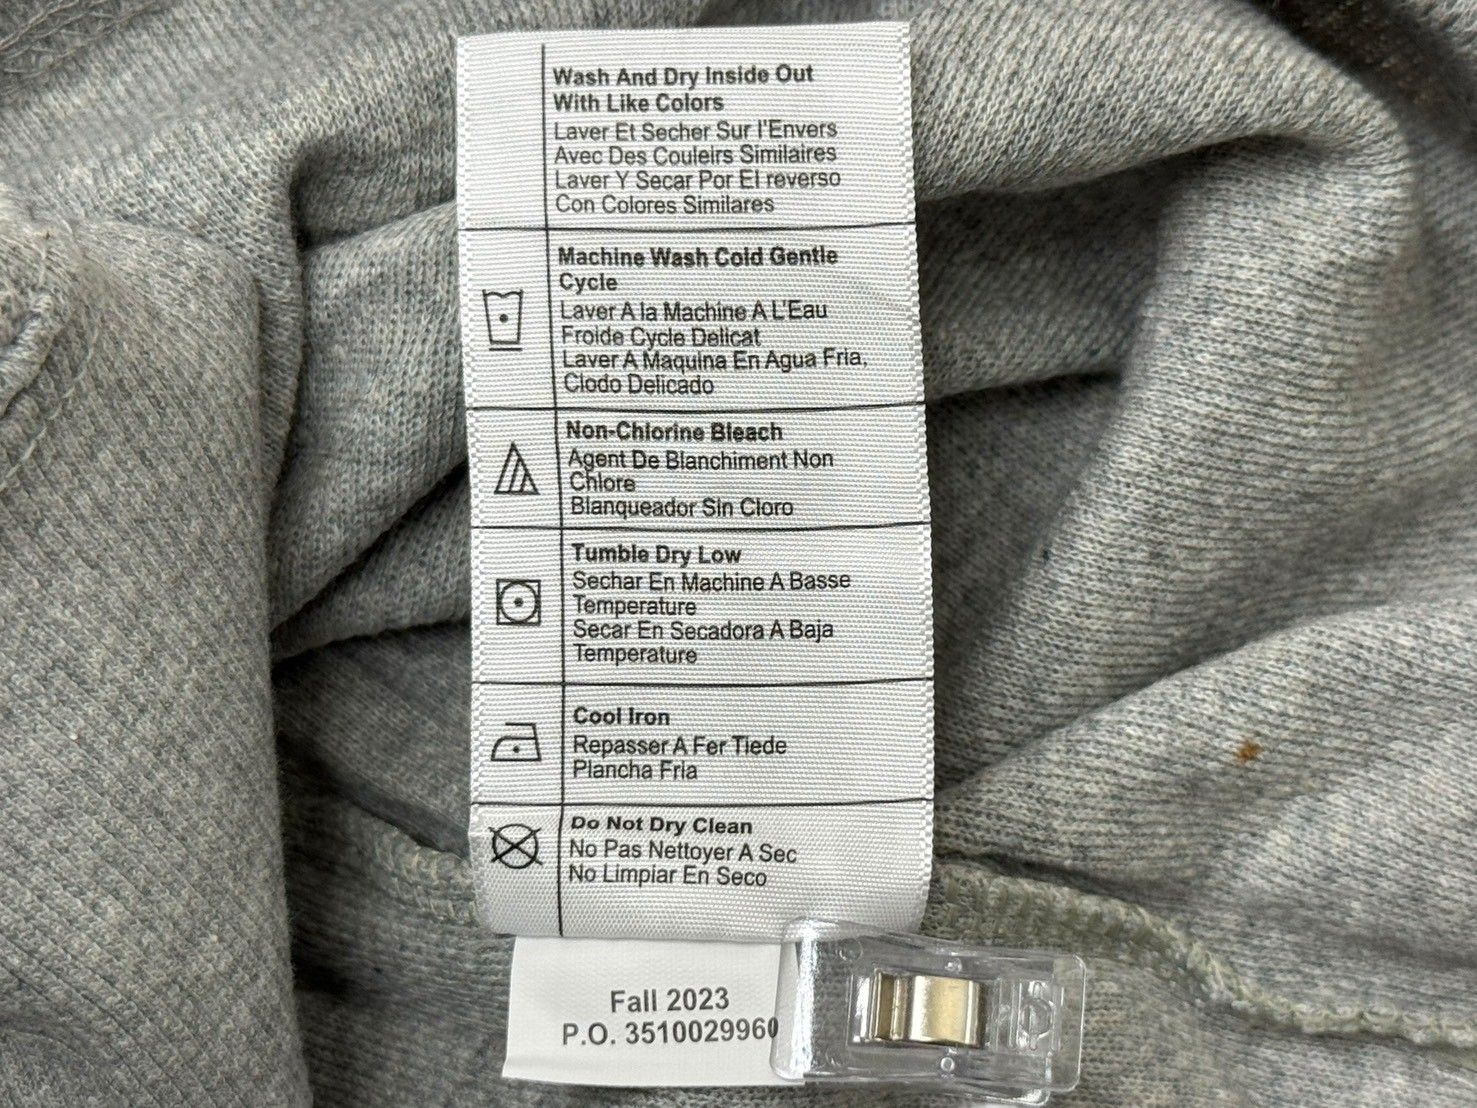 Wash And Dry Inside Out
With Like Colors
Laver Et Secher Sur l'Envers
Avec Des Couleirs Similaires
Laver Y Secar Por El reverso
Con Colores Similares
Machine Wash Cold Gentle
Cycle
Laver A la Machine A L'Eau
Froide Cycle Delicat
Laver A Maquina En Agua Fria,
Clodo Delicado
Non-Chlorine Bleach
Agent De Blanchiment Non
Chlore
Blanqueador Sin Cloro
Tumble Dry Low
Sechar En Machine A Basse
Temperature
Secar En Secadora A Baja
Temperature
Cool Iron
Repasser A Fer Tiede
Plancha Fria
Do Not Dry Clean
No Pas Nettoyer A Sec
No Limpiar En Seco
Fall 2023
P.O. 3510029960